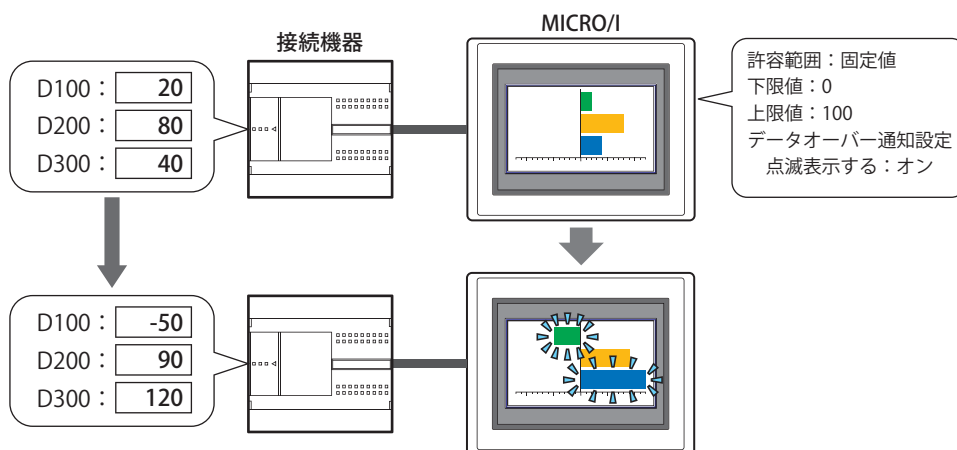 MICRO/I
接続機器
D100： 20
D200： 80
D300： 40
許容範囲：固定値
下限値：0
上限値：100
データオーバー通知設定
点滅表示する：オン
D100： -50
D200： 90
D300： 120